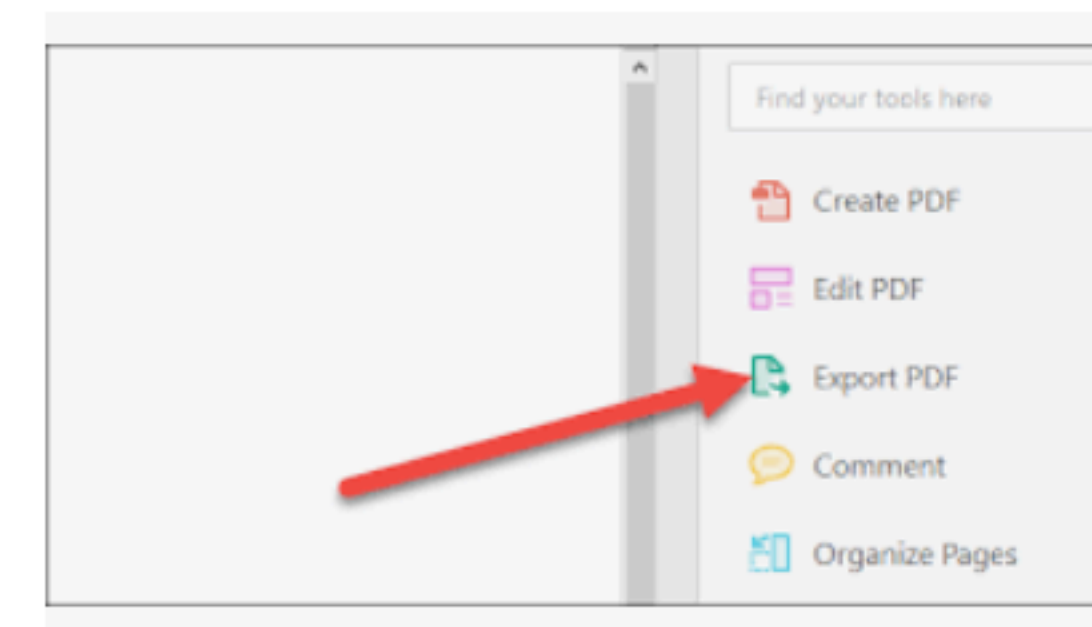 Find your tools here
Create PDF
Edit PDF
Export PDF
Comment
Organize Pages